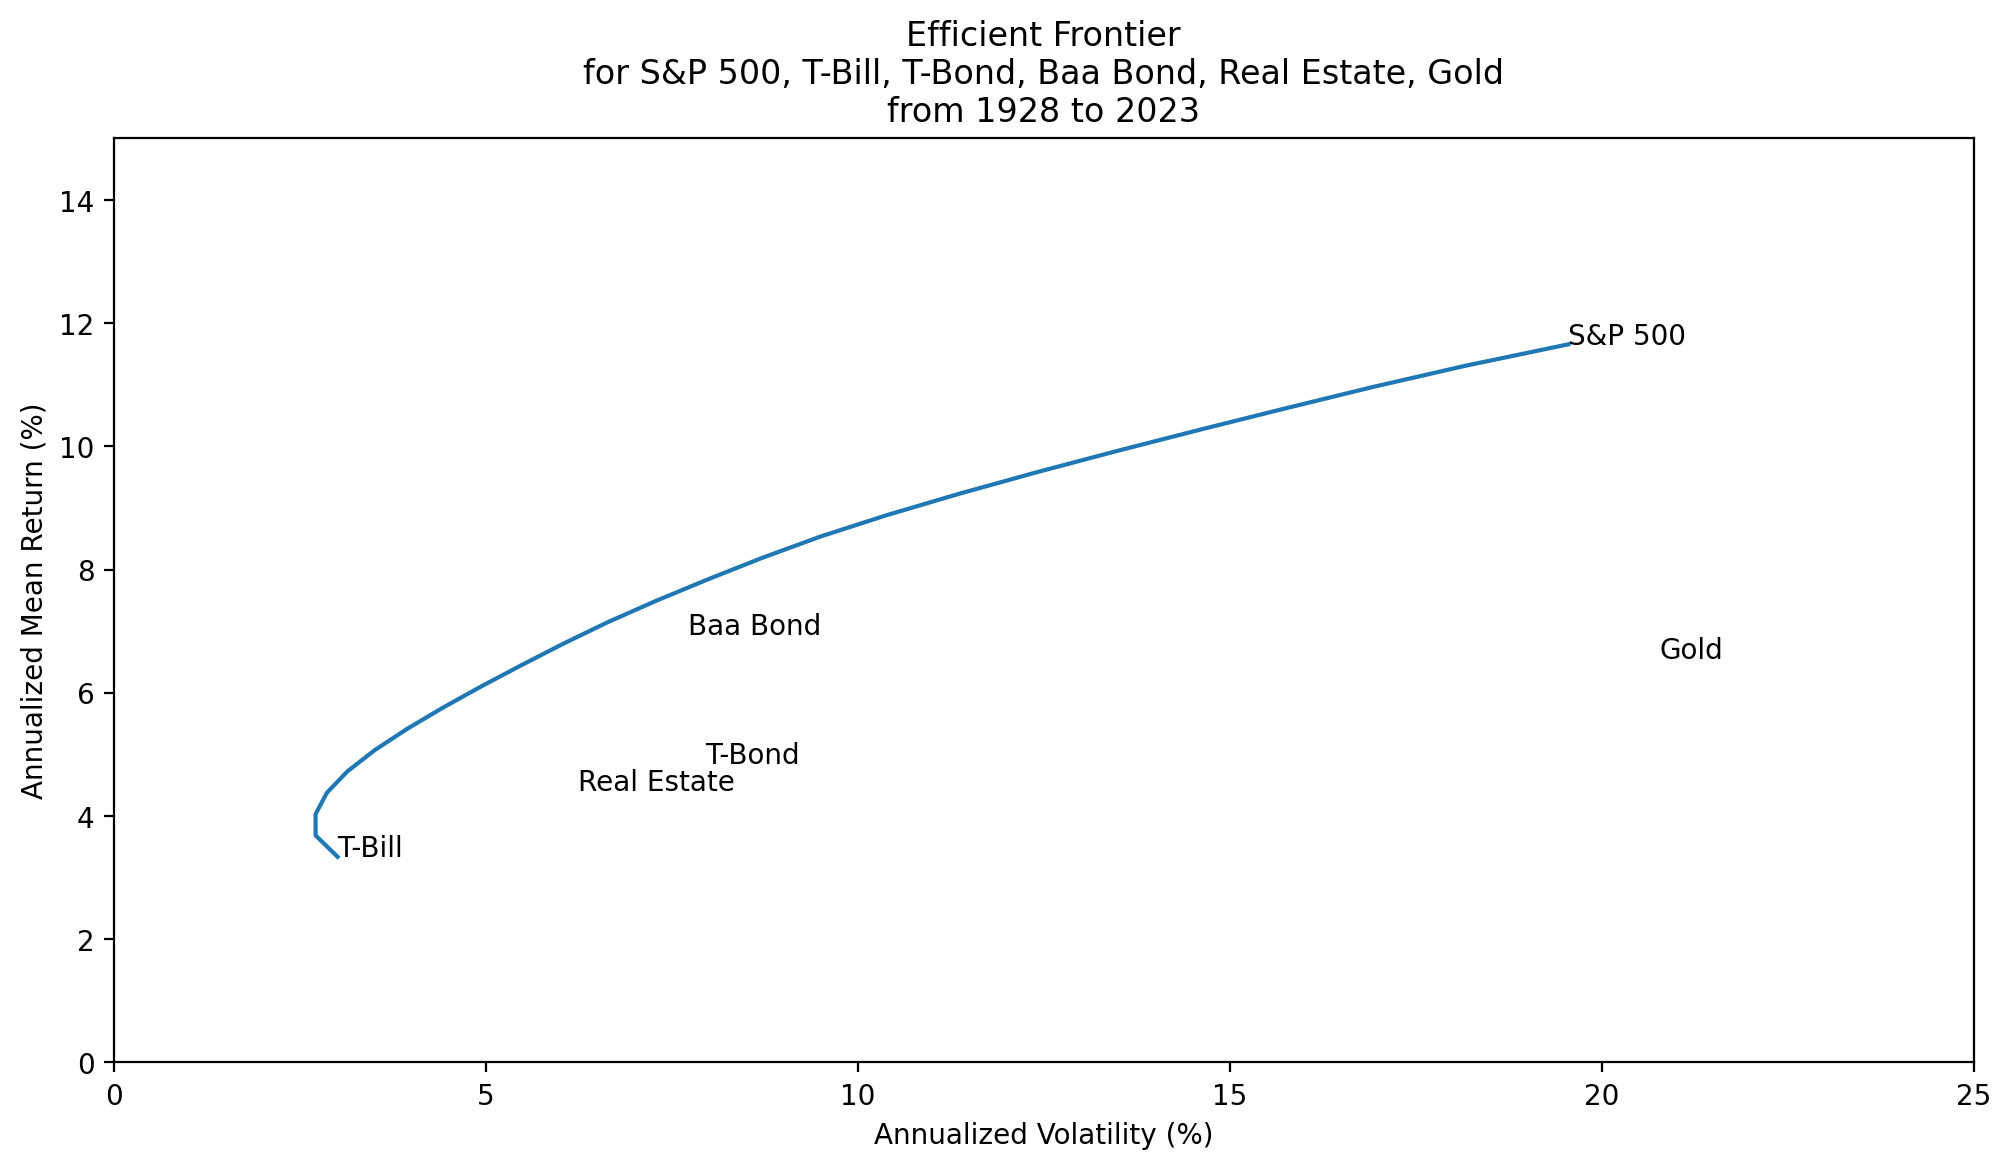 Efficient Frontier
for S&P 500, T-Bill, T-Bond, Baa Bond, Real Estate, Gold
from 1928 to 2023
Annualized Mean Return (%)
14
12
10
8
6
4
2
0
S&P 500
Baa Bond
Gold
T-Bond
Real Estate
T-Bill
0 5 10 15 20 25
Annualized Volatility (%)